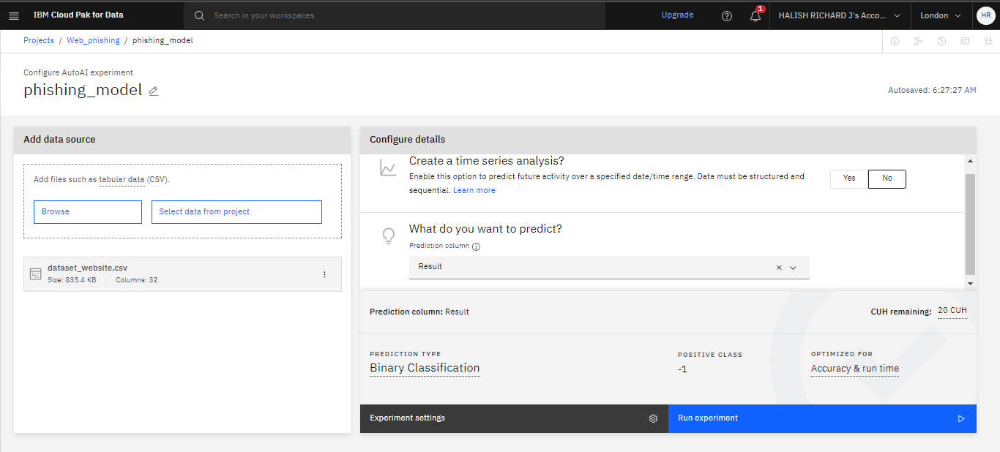 IBM Cloud Pak for Data
Search in your workspaces
Upgrade
1
HALISH RICHARD J's Acco...
London
HR
Projects / Web_phishing / phishing_model
Configure AutoAI experiment
phishing_model
Autosaved: 6:27:27 AM
Add data source
Add files such as tabular data (CSV).
Browse
Select data from project
dataset_website.csv
Size: 835.4 KB
Columns: 32
Configure details
Create a time series analysis?
Enable this option to predict future activity over a specified date/time range. Data must be structured and
sequential. Learn more
Yes
No
What do you want to predict?
Prediction column
Result
Prediction column: Result
CUH remaining: 20 CUH
PREDICTION TYPE
Binary Classification
POSITIVE CLASS
-1
OPTIMIZED FOR
Accuracy & run time
Experiment settings
Run experiment